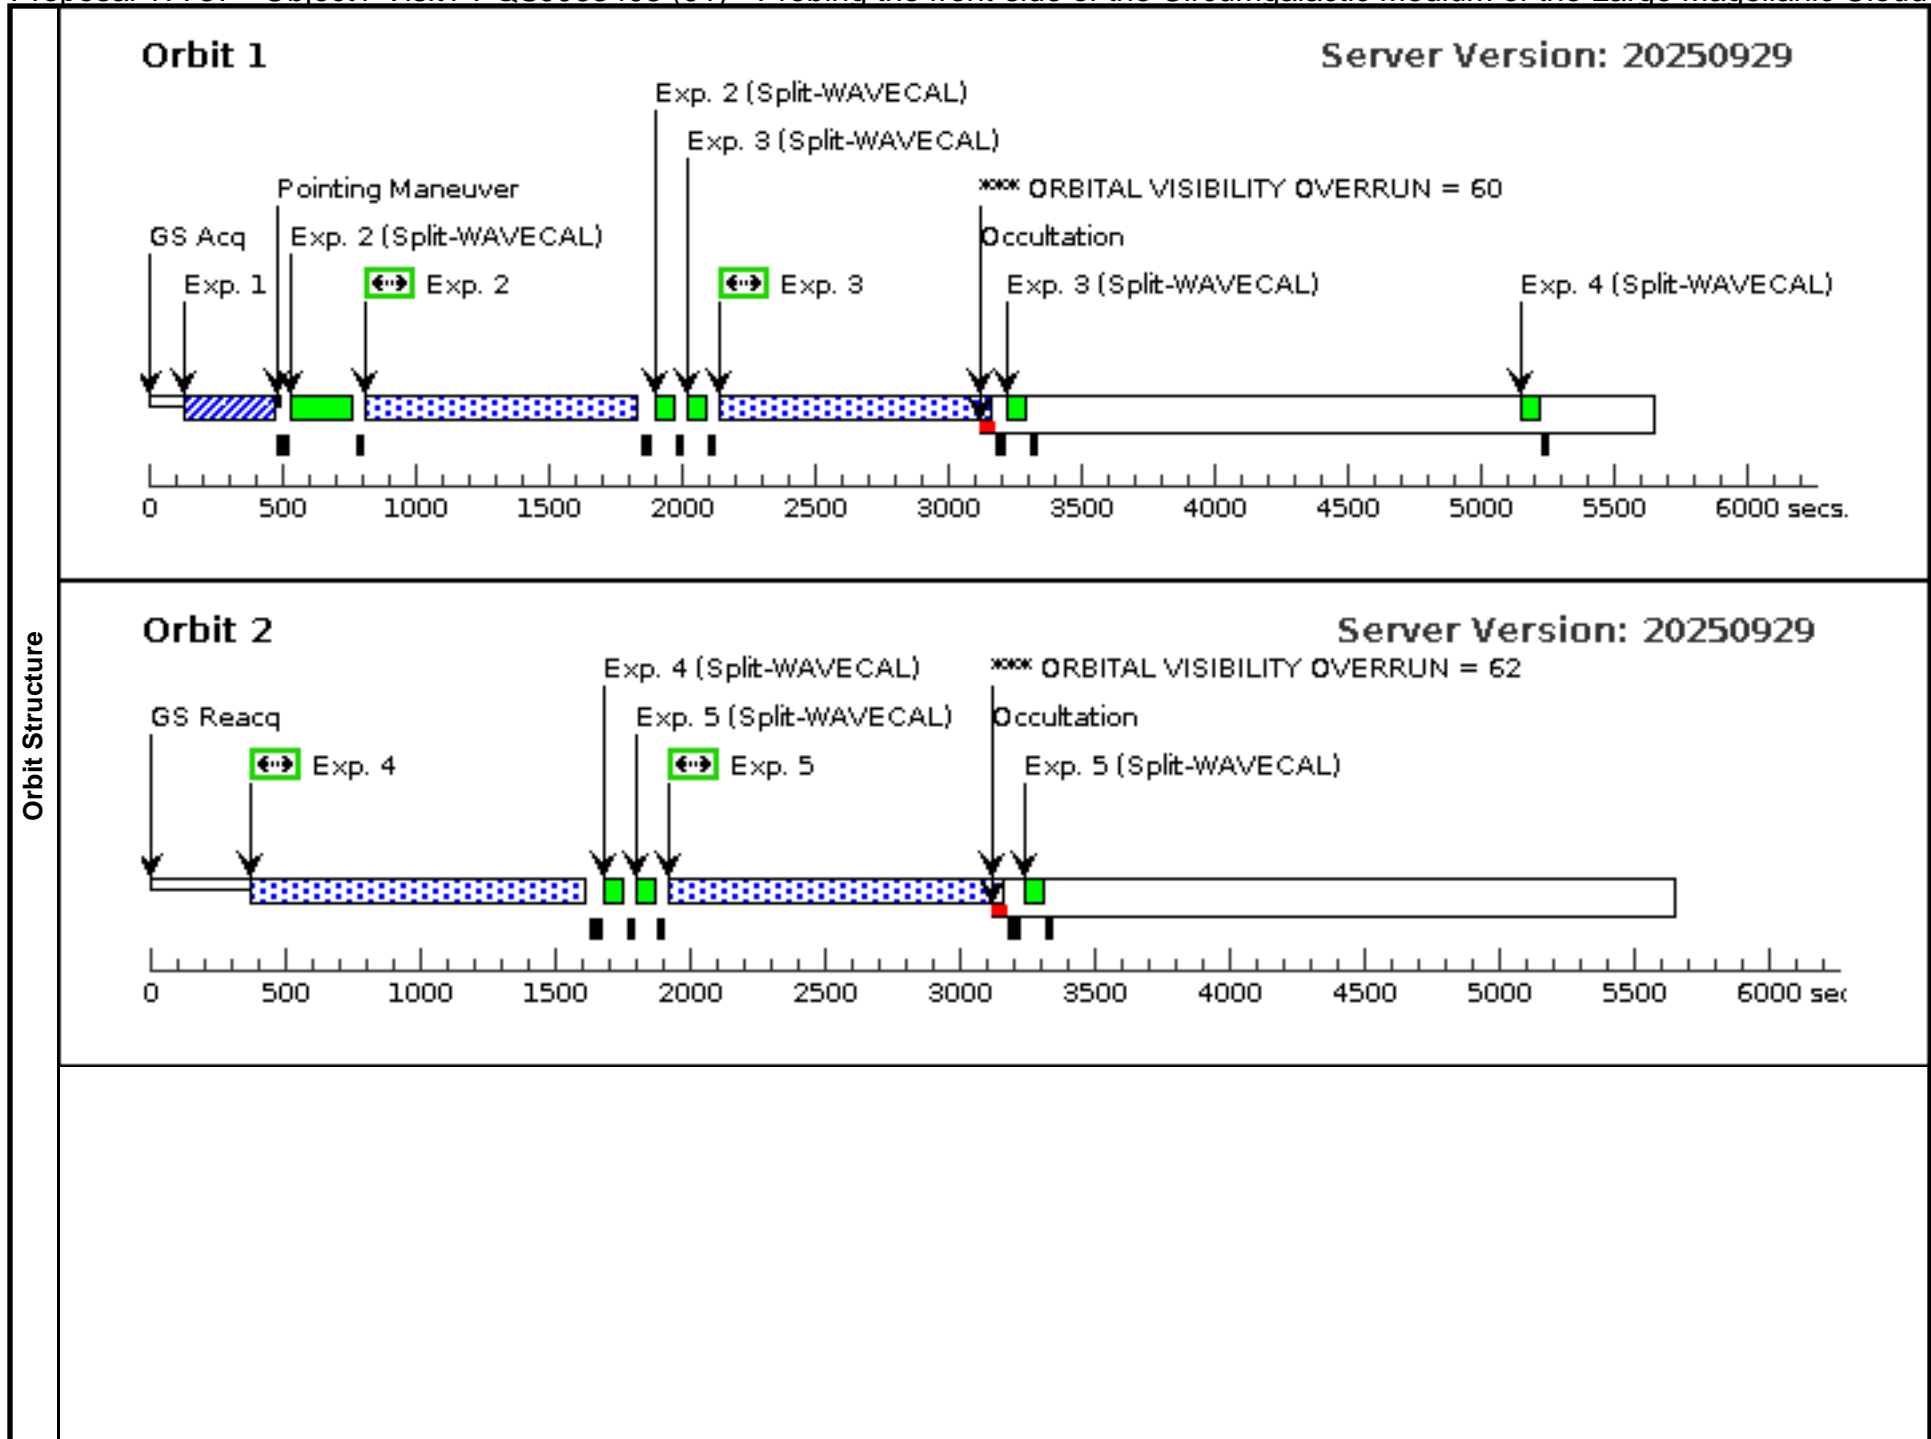 Orbit Structure
Orbit 1
Server Version: 20250929
Exp. 2 (Split-WAVECAL)
Exp. 3 (Split-WAVECAL)
Pointing Maneuver
*** ORBITAL VISIBILITY OVERRUN = 60
GS Acq
Exp. 2 (Split-WAVECAL)
Occultation
Exp. 1
Exp. 2
Exp. 3
Exp. 3 (Split-WAVECAL)
Exp. 4 (Split-WAVECAL)
0 500 1000 1500 2000 2500 3000 3500 4000 4500 5000 5500 6000 secs.
Orbit 2
Server Version: 20250929
Exp. 4 (Split-WAVECAL)
*** ORBITAL VISIBILITY OVERRUN = 62
GS Reacq
Exp. 5 (Split-WAVECAL)
Occultation
Exp. 4
Exp. 5
Exp. 5 (Split-WAVECAL)
0 500 1000 1500 2000 2500 3000 3500 4000 4500 5000 5500 6000 sec